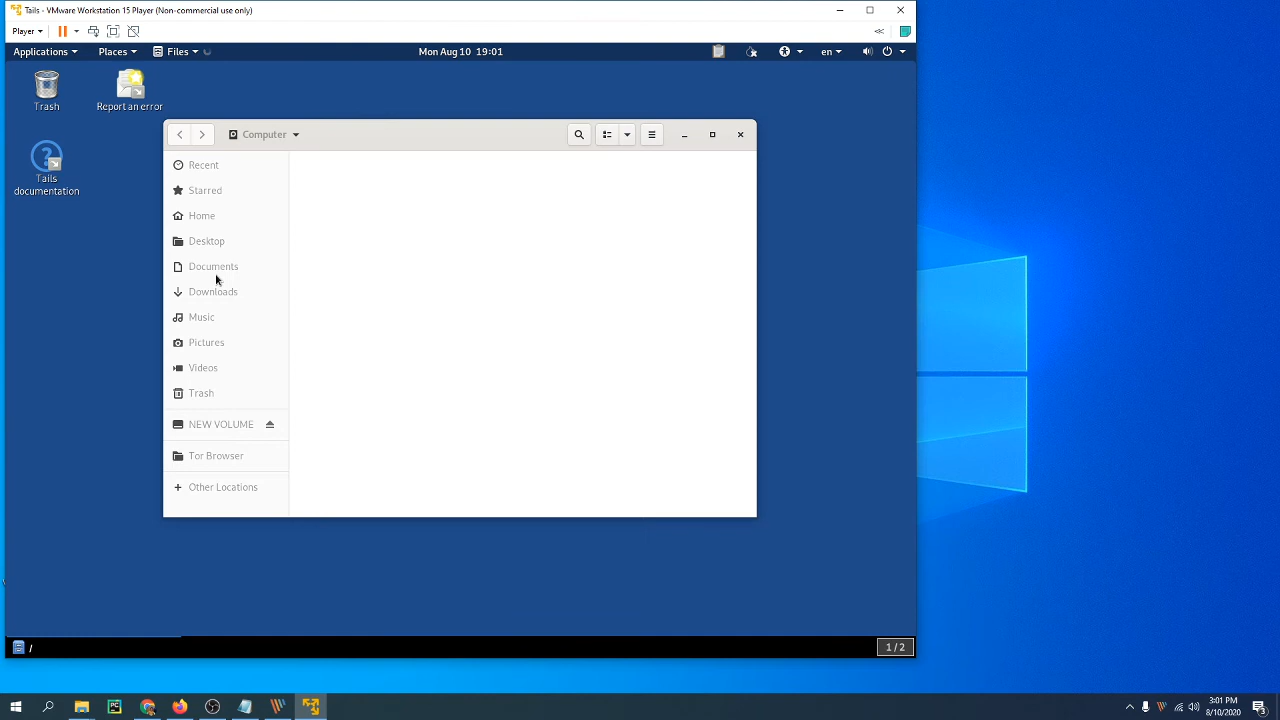 Tails - VMware Workstation 15 Player (Non-commercial use only)
Player
Applications Places Files Mon Aug 10 19:01 en
Trash
Report an error
Tails
documentation
Computer
Recent
Starred
Home
Desktop
Documents
Downloads
Music
Pictures
Videos
Trash
NEW VOLUME
Tor Browser
+ Other Locations
/
1 / 2
PC
3:01 PM
8/10/2020